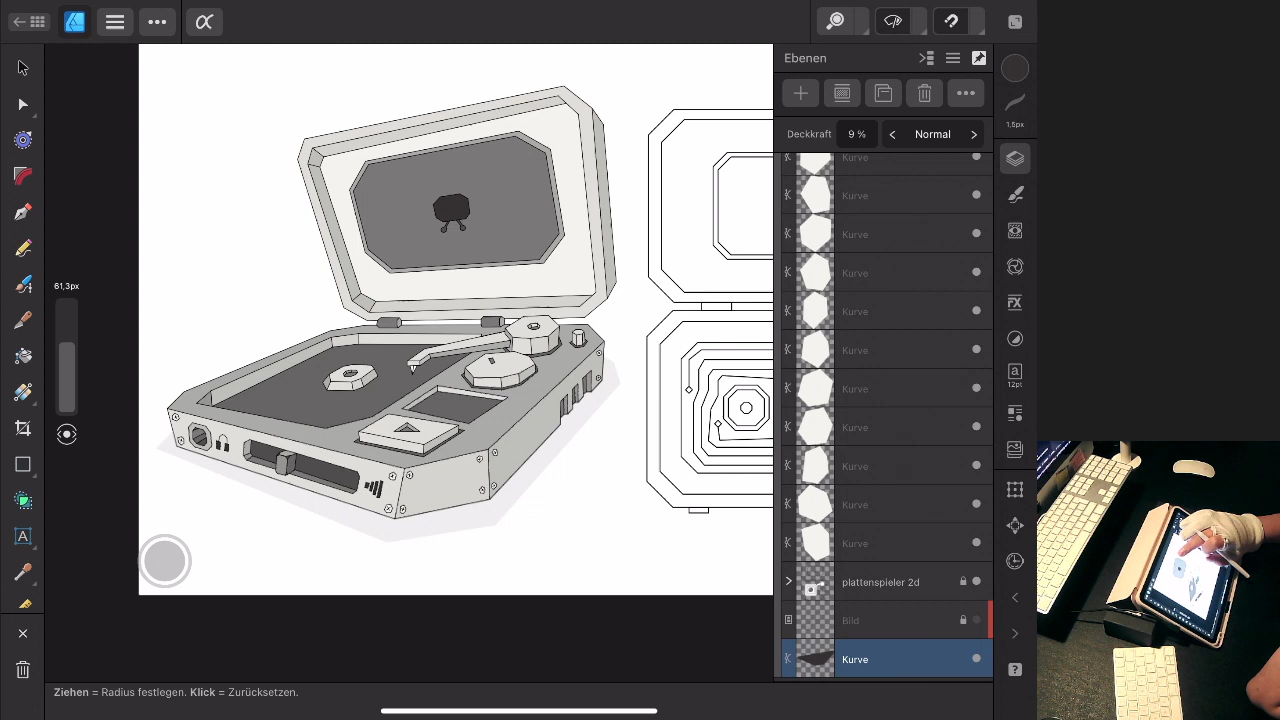 Ebenen
Deckkraft 9 % Normal
1,5px
Kurve
Kurve
Kurve
Kurve
Kurve
Kurve
Kurve
Kurve
Kurve
Kurve
Kurve
plattenspieler 2d
Bild
Kurve
61,3px
FX
a
12pt
A
?
Ziehen = Radius festlegen. Klick = Zurücksetzen.